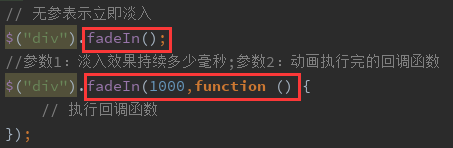 // 无参表示立即淡入
$("div").fadeIn();
//参数1：淡入效果持续多少毫秒;参数2：动画执行完的回调函数
$("div").fadeIn(1000,function () {
// 执行回调函数
});